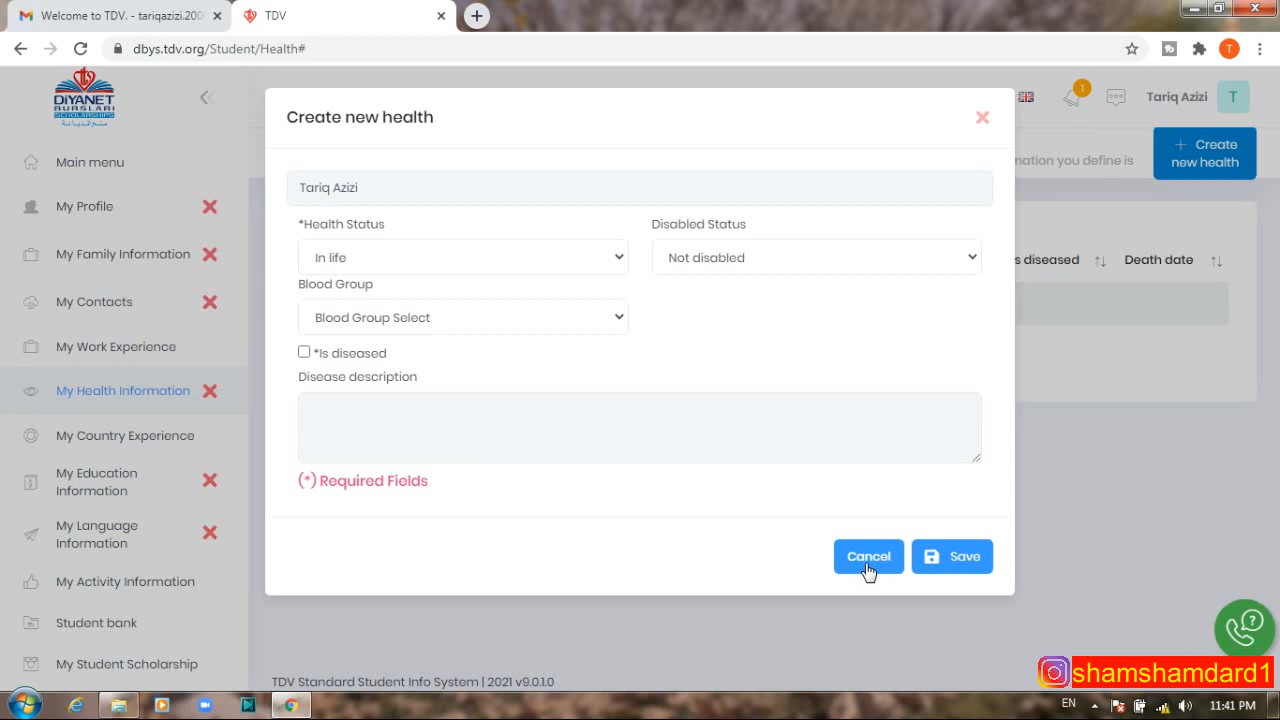 Welcome to TDV. - tariqazizi.200
TDV
dbys.tdv.org/Student/Health#
T
DIYANET
BURSLARI
SCHOLARSHIPS
Create new health
1
Tariq Azizi
T
Main menu
mation you define is
Create
new health
Tariq Azizi
My Profile
*Health Status
Disabled Status
My Family Information
In life
Not disabled
s diseased
Death date
Blood Group
My Contacts
Blood Group Select
My Work Experience
*Is diseased
Disease description
My Health Information
My Country Experience
My Education
Information
(*) Required Fields
My Language
Information
Cancel
Save
My Activity Information
Student bank
My Student Scholarship
shamshamdard1
TDV Standard Student Info System | 2021 v9.0.1.0
EN
11:41 PM